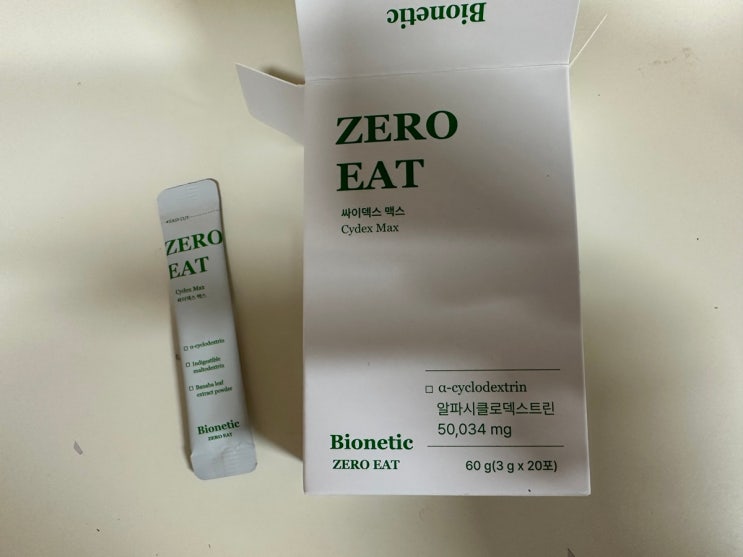 Bionetic
ZERO
EAT
싸이덱스 맥스
Cydex Max
□ α-cyclodextrin
알파시클로덱스트린
50,034 mg
Bionetic
ZERO EAT
60 g(3 g x 20포)
EASY CUT
ZERO
EAT
Cydex Max
싸이덱스 맥스
□ α-cyclodextrin
□ Indigestible
maltodextrin
□ Banaba leaf
extract powder
Bionetic
ZERO EAT